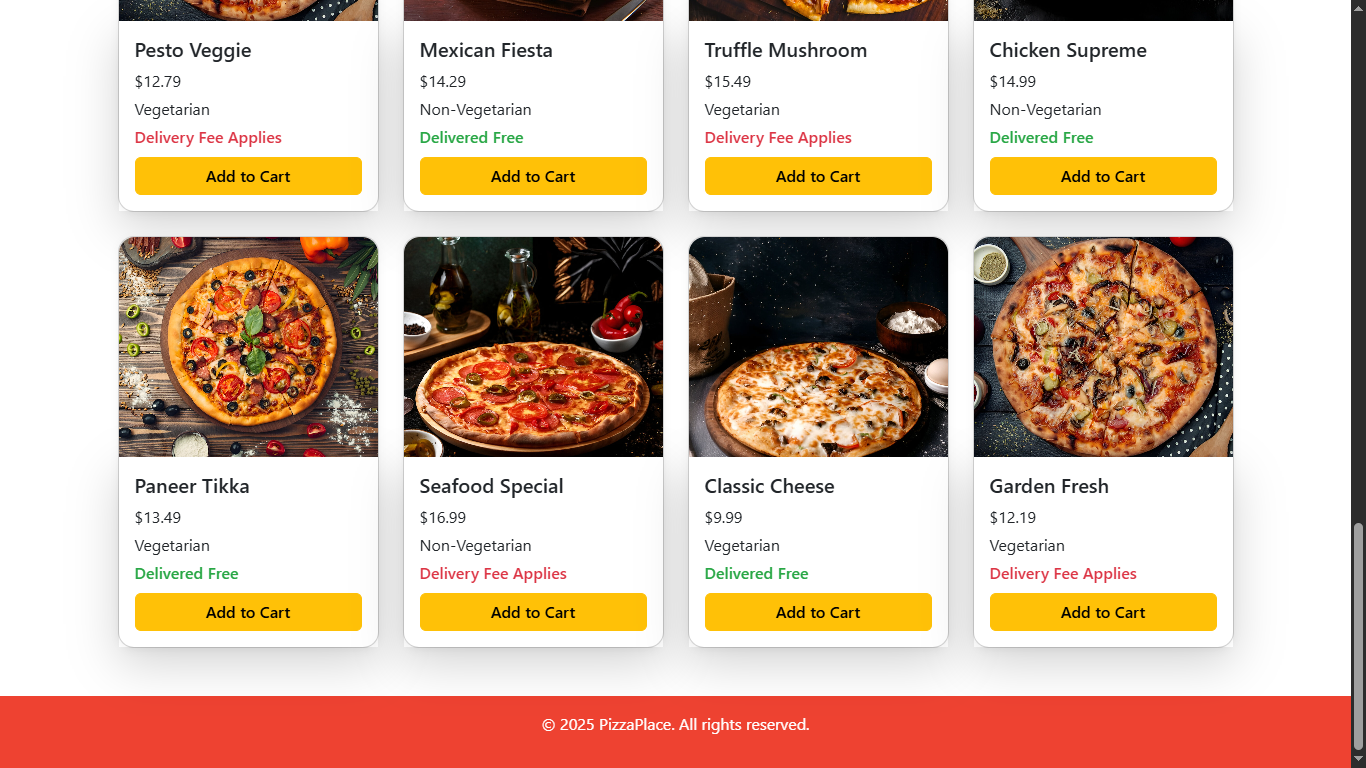 Pesto Veggie
$12.79
Vegetarian
Delivery Fee Applies
Add to Cart
Mexican Fiesta
$14.29
Non-Vegetarian
Delivered Free
Add to Cart
Truffle Mushroom
$15.49
Vegetarian
Delivery Fee Applies
Add to Cart
Chicken Supreme
$14.99
Non-Vegetarian
Delivered Free
Add to Cart
Paneer Tikka
$13.49
Vegetarian
Delivered Free
Add to Cart
Seafood Special
$16.99
Non-Vegetarian
Delivery Fee Applies
Add to Cart
Classic Cheese
$9.99
Vegetarian
Delivered Free
Add to Cart
Garden Fresh
$12.19
Vegetarian
Delivery Fee Applies
Add to Cart
© 2025 PizzaPlace. All rights reserved.